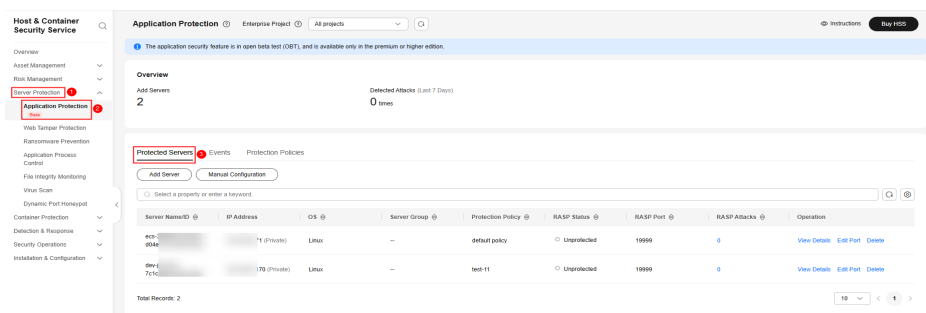 Host & Container
Security Service
Overview
Asset Management
Risk Management
Server Protection 1
Application Protection 2
Beta
Web Tamper Protection
Ransomware Prevention
Application Process
Control
File Integrity Monitoring
Virus Scan
Dynamic Port Honeypot
Container Protection
Detection & Response
Security Operations
Installation & Configuration
Application Protection Enterprise Project All projects Instructions Buy HSS
The application security feature is in open beta test (OBT), and is available only in the premium or higher edition.
Overview
Add Servers Detected Attacks (Last 7 Days)
2 0 times
Protected Servers 3 Events Protection Policies
Add Server Manual Configuration
Select a property or enter a keyword.
Server Name/ID IP Address OS Server Group Protection Policy RASP Status RASP Port RASP Attacks Operation
ecs- (Private) Linux -- default policy Unprotected 19999 0 View Details Edit Port Delete
d04e
dev- 170 (Private) Linux -- test-11 Unprotected 19999 0 View Details Edit Port Delete
7c1c
Total Records: 2 10 < 1 >